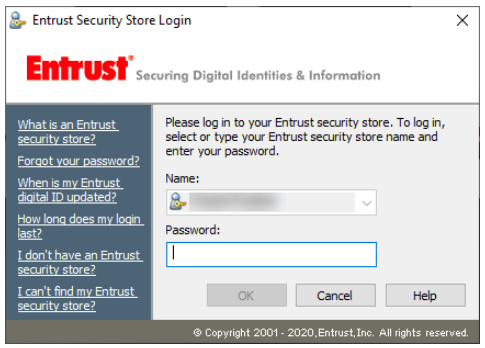 Entrust Security Store Login
Entrust® Securing Digital Identities & Information
What is an Entrust
security store?
Forgot your password?
When is my Entrust
digital ID updated?
How long does my login
last?
I don't have an Entrust
security store?
I can't find my Entrust
security store?
Please log in to your Entrust security store. To log in,
select or type your Entrust security store name and
enter your password.
Name:
Password:
OK
Cancel
Help
© Copyright 2001 - 2020, Entrust, Inc. All rights reserved.